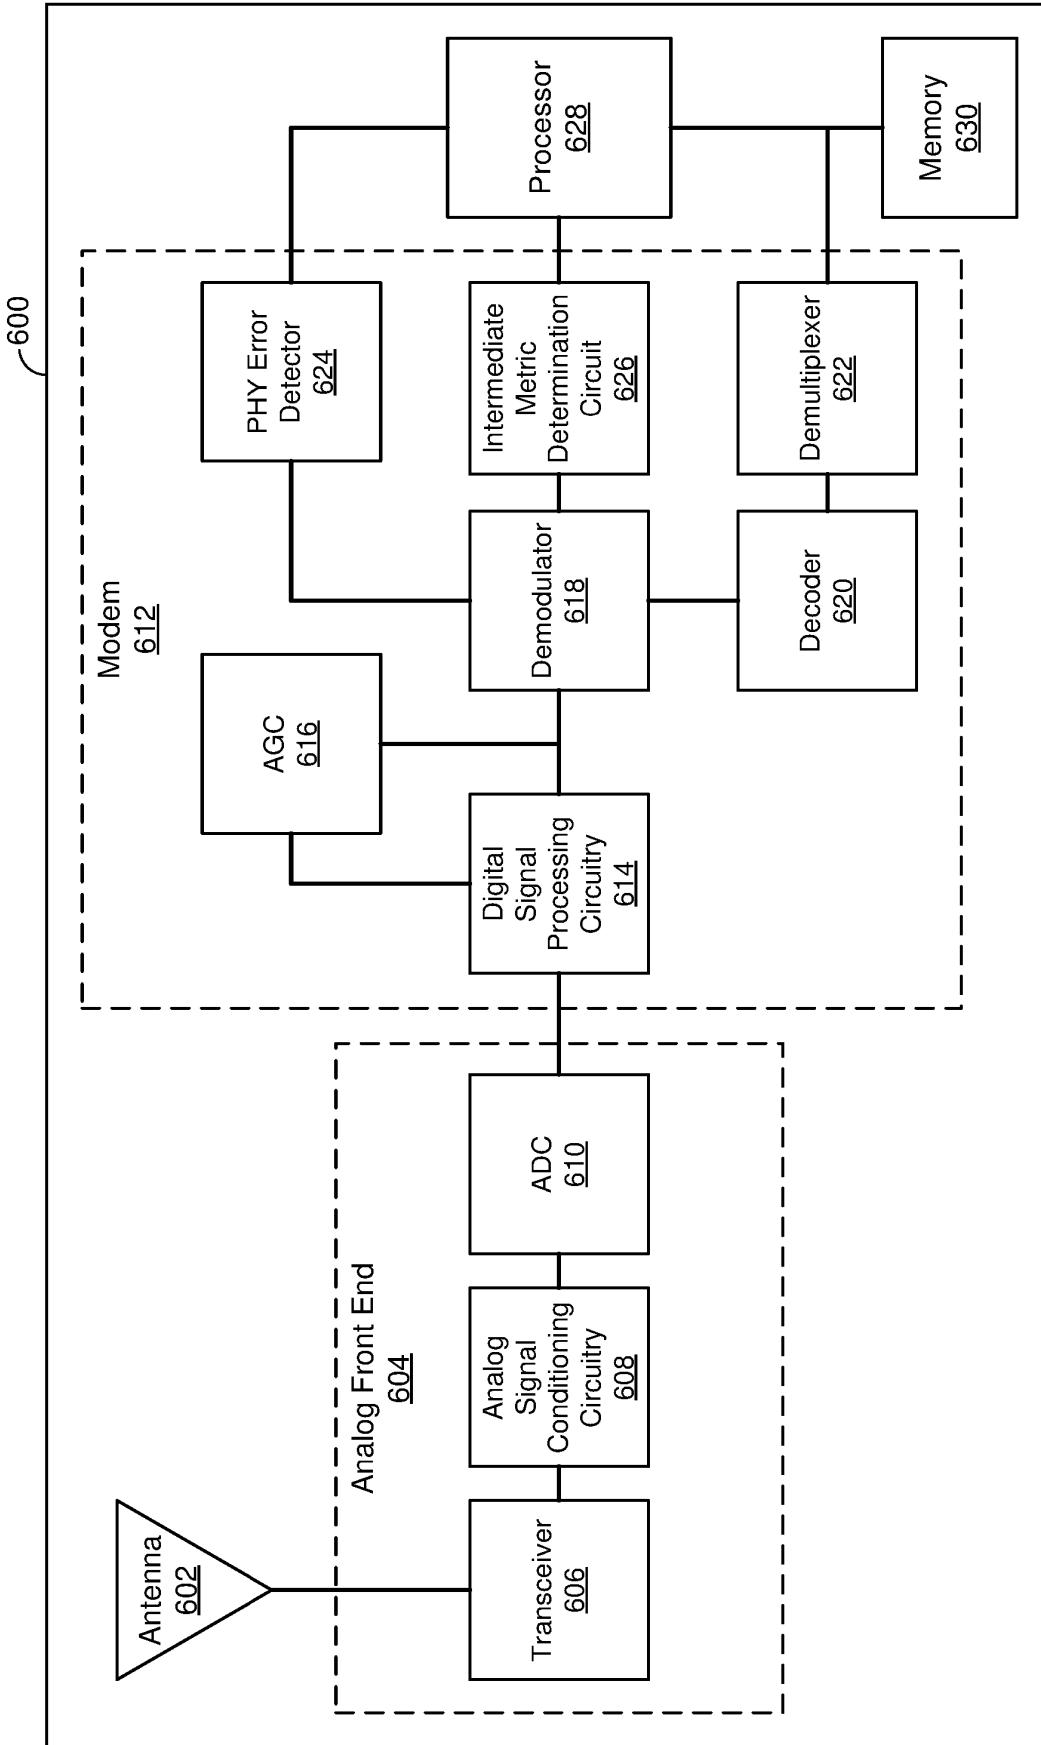 600
Antenna
602
Analog Front End
604
Transceiver
606
Analog
Signal
Conditioning
Circuitry
608
ADC
610
Modem
612
Digital
Signal
Processing
Circuitry
614
AGC
616
Demodulator
618
Decoder
620
PHY Error
Detector
624
Intermediate
Metric
Determination
Circuit
626
Demultiplexer
622
Processor
628
Memory
630